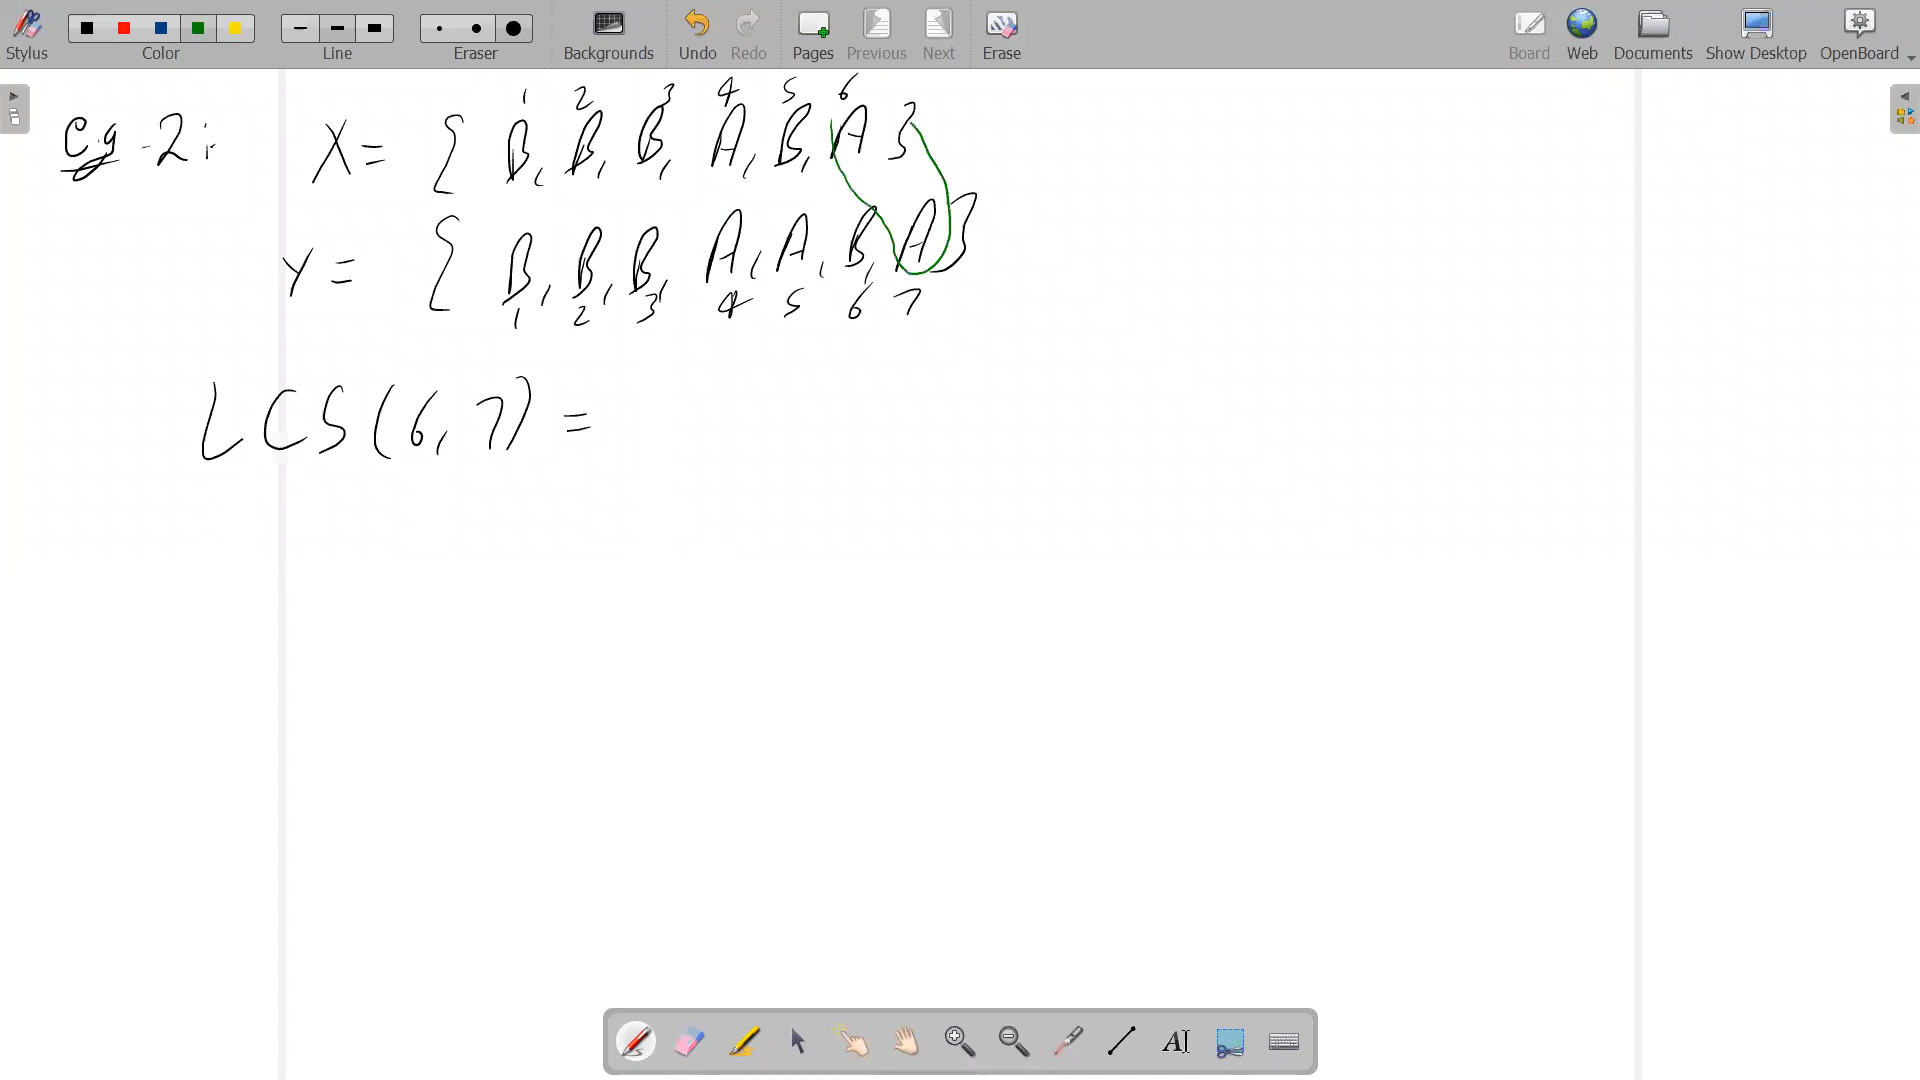 Stylus Color Line Eraser Backgrounds Undo Redo Pages Previous Next Erase Board Web Documents Show Desktop OpenBoard
1 2 3 4 5 6
e.g -2 :- X = { B, B, B, A, B, A }
Y = { B, B, B, A, A, B, A }
1 2 3 4 5 6 7
LCS(6, 7) =
AI